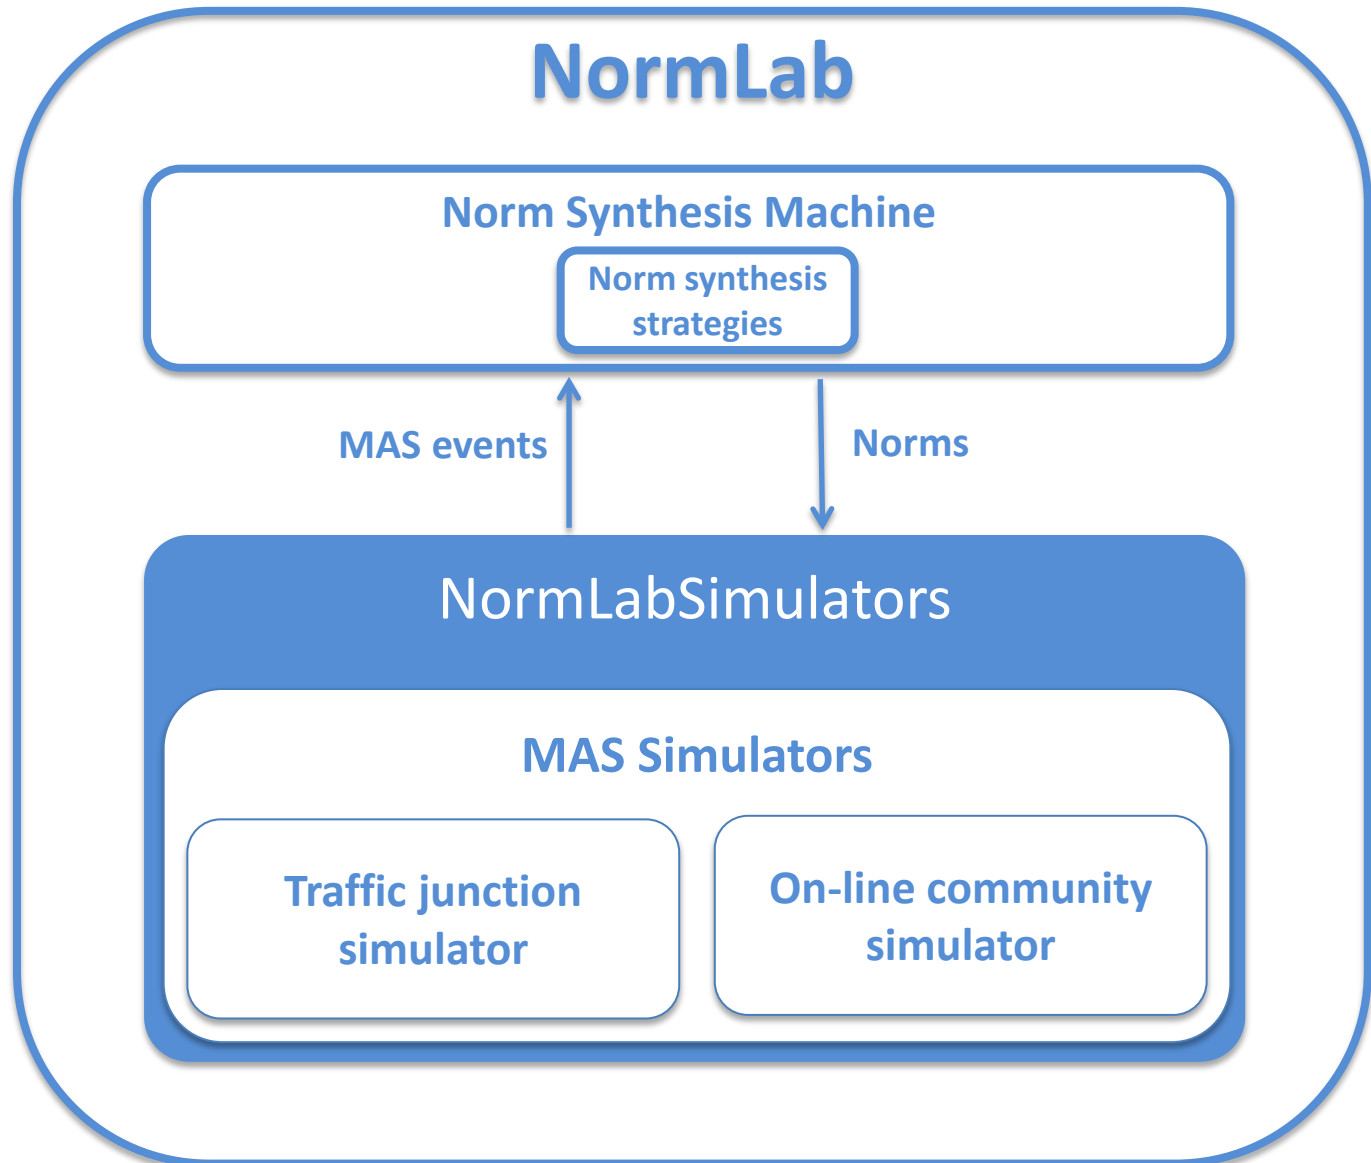 NormLab
Norm Synthesis Machine
Norm synthesis
strategies
MAS events
Norms
NormLabSimulators
MAS Simulators
Traffic junction
simulator
On-line community
simulator